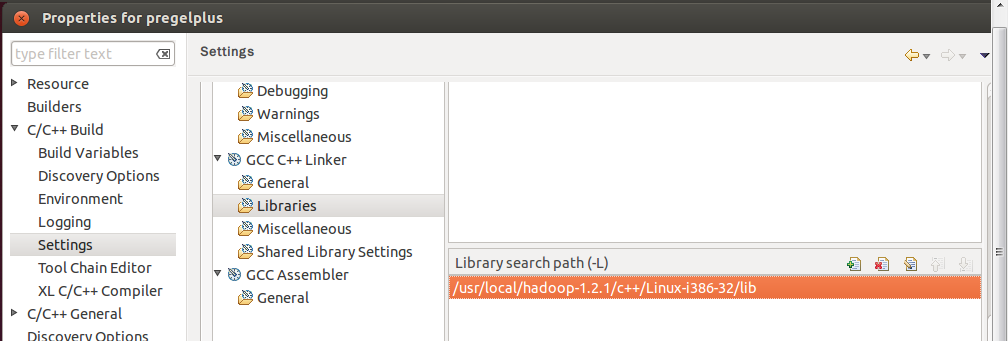 Properties for pregelplus
type filter text
Resource
Builders
C/C++ Build
Build Variables
Discovery Options
Environment
Logging
Settings
Tool Chain Editor
XL C/C++ Compiler
C/C++ General
Discovery Options
Settings
Debugging
Warnings
Miscellaneous
GCC C++ Linker
General
Libraries
Miscellaneous
Shared Library Settings
GCC Assembler
General
Library search path (-L)
/usr/local/hadoop-1.2.1/c++/Linux-i386-32/lib